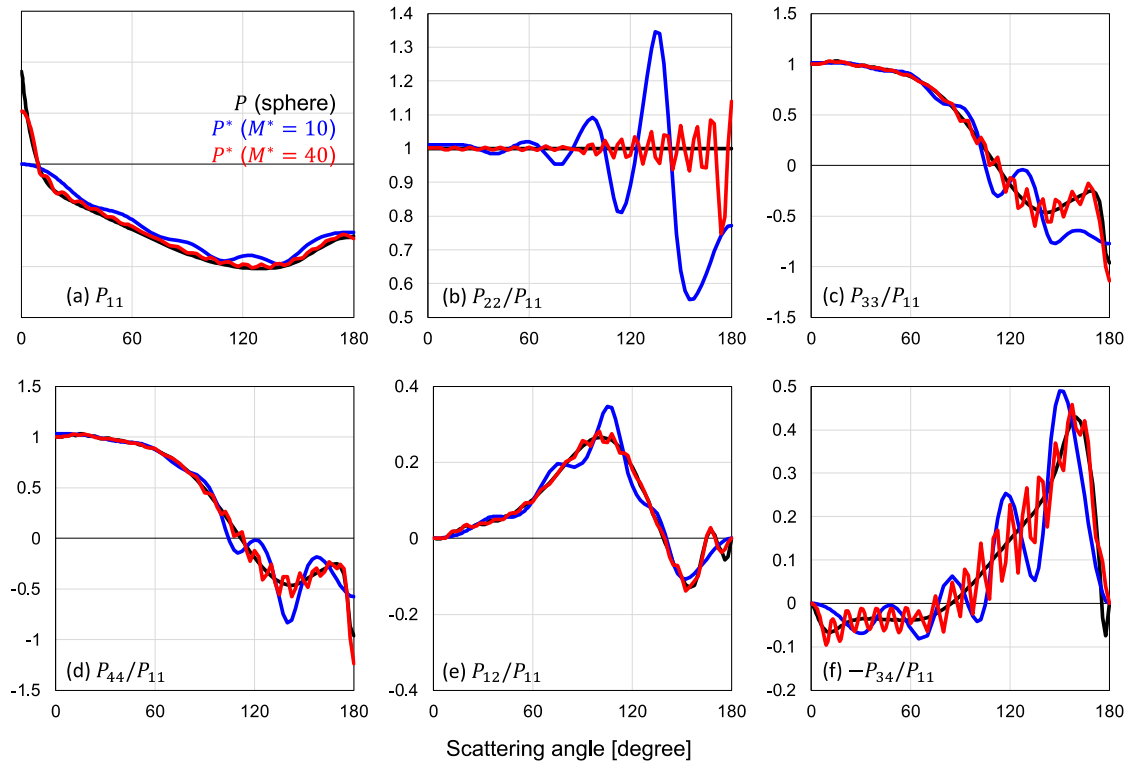 P (sphere)
P* (M* = 10)
P* (M* = 40)
(a) P₁₁
0 60 120 180
1.4
1.3
1.2
1.1
1.0
0.9
0.8
0.7
0.6
0.5
(b) P₂₂/P₁₁
0 60 120 180
1.5
1
0.5
0
-0.5
-1
-1.5
(c) P₃₃/P₁₁
0 60 120 180
1.5
1
0.5
0
-0.5
-1
-1.5
(d) P₄₄/P₁₁
0 60 120 180
0.4
0.2
0
-0.2
-0.4
(e) P₁₂/P₁₁
0 60 120 180
0.5
0.4
0.3
0.2
0.1
0
-0.1
-0.2
(f) −P₃₄/P₁₁
0 60 120 180
Scattering angle [degree]